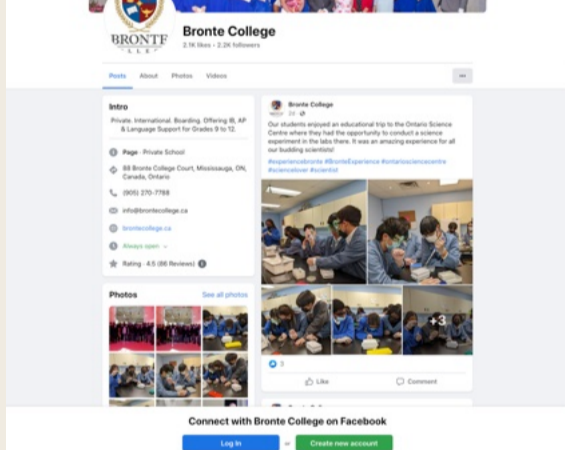 BRONTE
Bronte College
2.1K likes • 2.2K followers
Posts About Photos Videos
Intro
Private. International. Boarding. Offering IB, AP
& Language Support for Grades 9 to 12.
Page · Private School
88 Bronte College Court, Mississauga, ON,
Canada, Ontario
(905) 270-7788
info@brontecollege.ca
brontecollege.ca
Always open
Rating · 4.5 (86 Reviews)
Photos
See all photos
Bronte College
2d
Our students enjoyed an educational trip to the Ontario Science
Centre where they had the opportunity to conduct a science
experiment in the labs there. It was an amazing experience for all
our budding scientists!
#experiencebronte #BronteExperience #ontariosciencecentre
#sciencelover #scientist
+3
3
Like
Comment
Connect with Bronte College on Facebook
Log In
or
Create new account